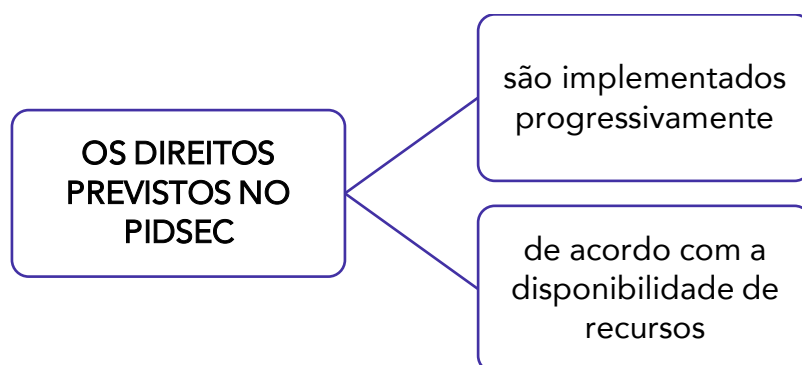 OS DIREITOS
PREVISTOS NO
PIDSEC
são implementados
progressivamente
de acordo com a
disponibilidade de
recursos